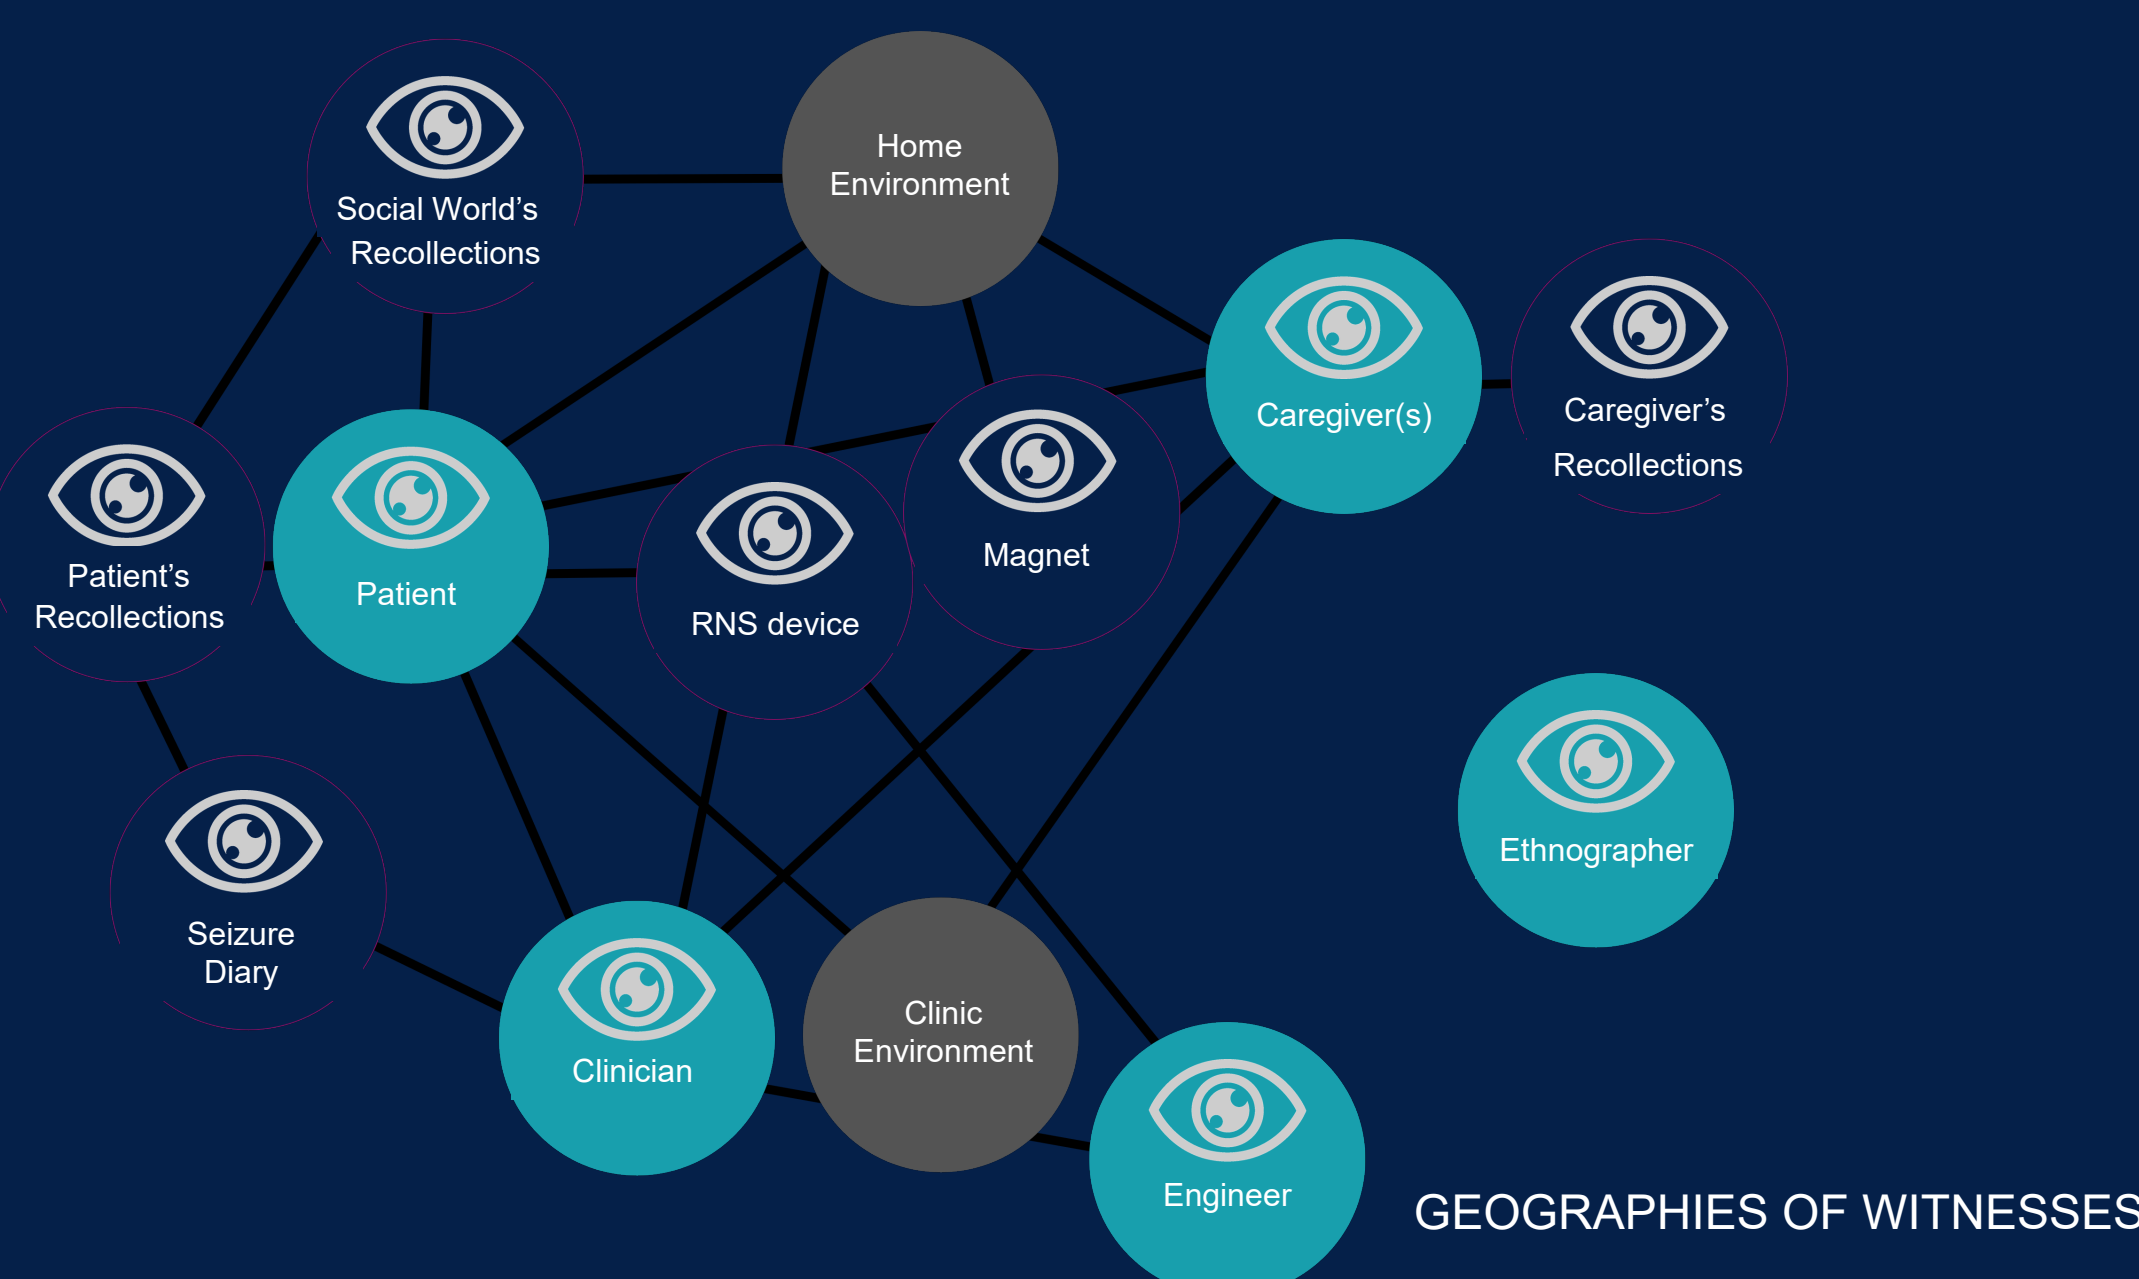 Social World’s
Recollections
Home
Environment
Caregiver(s)
Caregiver’s
Recollections
Patient’s
Recollections
Patient
RNS device
Magnet
Ethnographer
Seizure
Diary
Clinician
Clinic
Environment
Engineer
GEOGRAPHIES OF WITNESSES